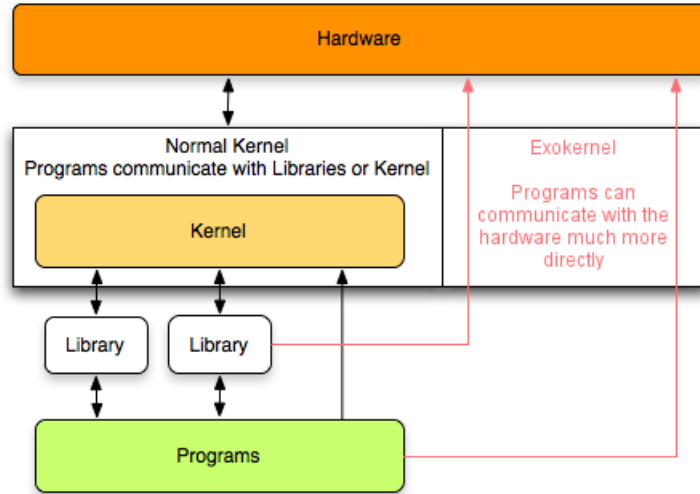 Hardware
Normal Kernel
Programs communicate with Libraries or Kernel
Kernel
Exokernel
Programs can
communicate with the
hardware much more
directly
Library
Library
Programs